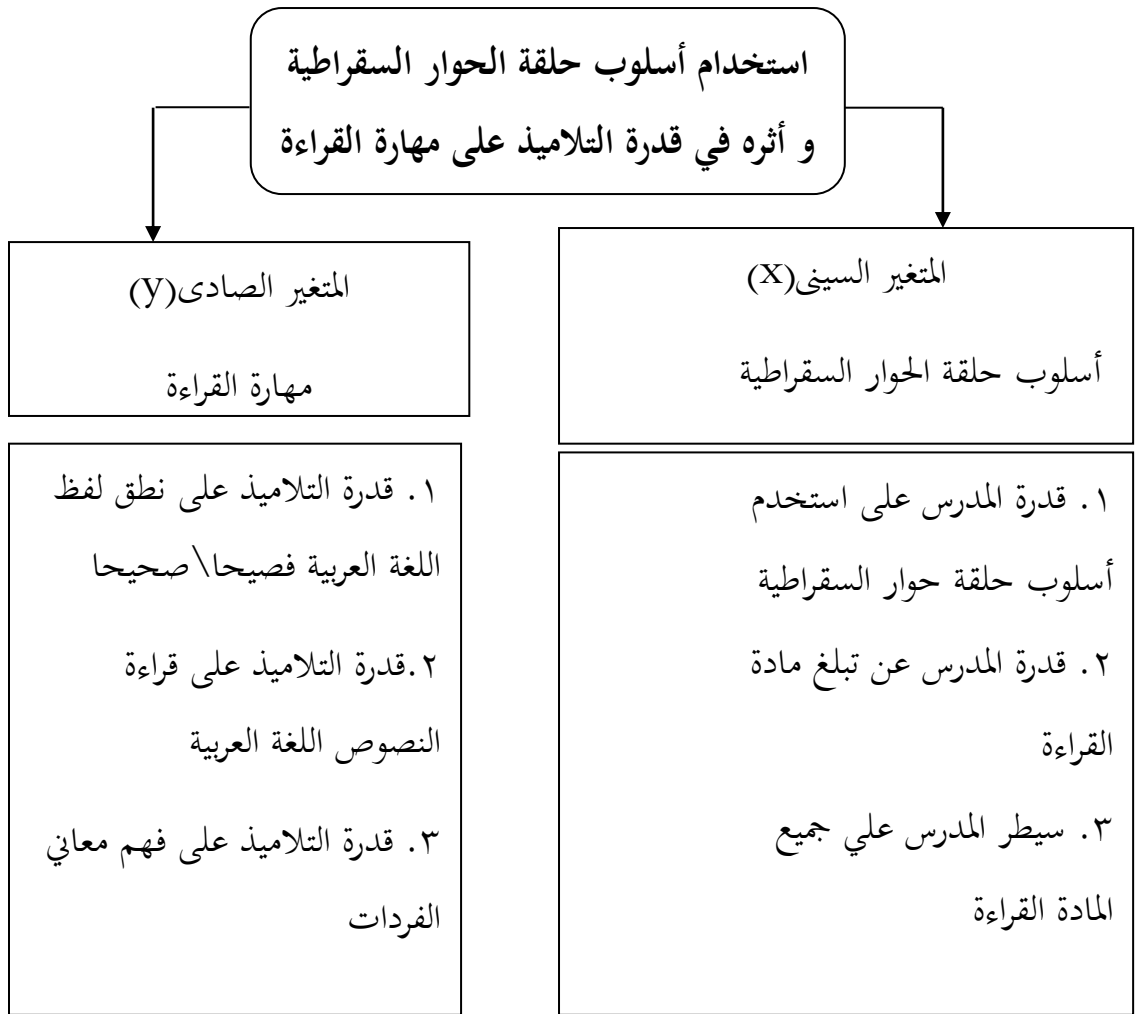 استخدام أسلوب حلقة الحوار السقراطية
و أثره في قدرة التلاميذ على مهارة القراءة
المتغير السينى(x)
أسلوب حلقة الحوار السقراطية
١. قدرة المدرس على استخدم
أسلوب حلقة حوار السقراطية
٢. قدرة المدرس عن تبلغ مادة
القراءة
٣. سيطر المدرس علي جميع
المادة القراءة
المتغير الصادى(y)
مهارة القراءة
١. قدرة التلاميذ على نطق لفظ
اللغة العربية فصيحا\صحيحا
٢.قدرة التلاميذ على قراءة
النصوص اللغة العربية
٣. قدرة التلاميذ على فهم معاني
الفردات